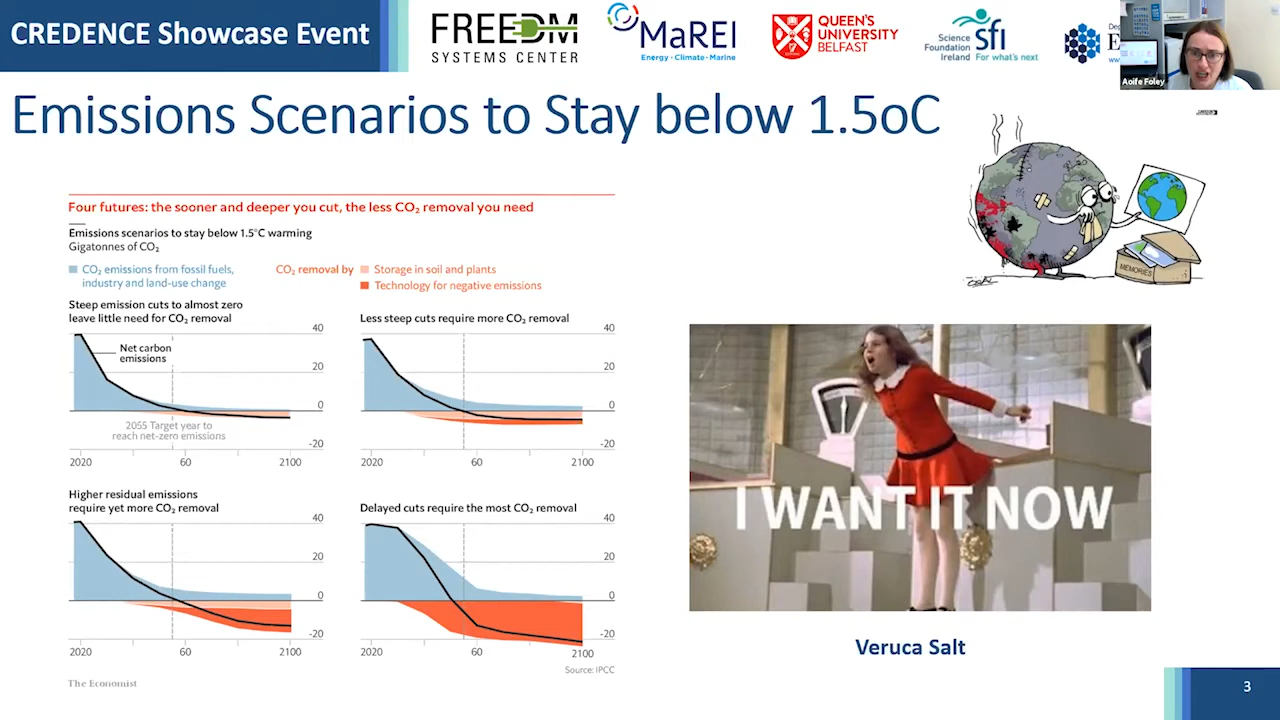 CREDENCE Showcase Event
FREEDM
SYSTEMS CENTER
MaREI
Energy • Climate • Marine
QUEEN'S
UNIVERSITY
BELFAST
Science
Foundation
Ireland
sfi
For what's next
Aoife Foley
Emissions Scenarios to Stay below 1.5oC
MEMORIES
Four futures: the sooner and deeper you cut, the less CO₂ removal you need
Emissions scenarios to stay below 1.5°C warming
Gigatonnes of CO₂
CO₂ emissions from fossil fuels,
industry and land-use change
CO₂ removal by
Storage in soil and plants
Technology for negative emissions
Steep emission cuts to almost zero
leave little need for CO₂ removal
40
Net carbon
emissions
20
0
2055 Target year to
reach net-zero emissions
-20
2020 60 2100
Less steep cuts require more CO₂ removal
40
20
0
-20
2020 60 2100
Higher residual emissions
require yet more CO₂ removal
40
20
0
-20
2020 60 2100
Delayed cuts require the most CO₂ removal
40
20
0
-20
2020 60 2100
Source: IPCC
The Economist
I WANT IT NOW
Veruca Salt
3